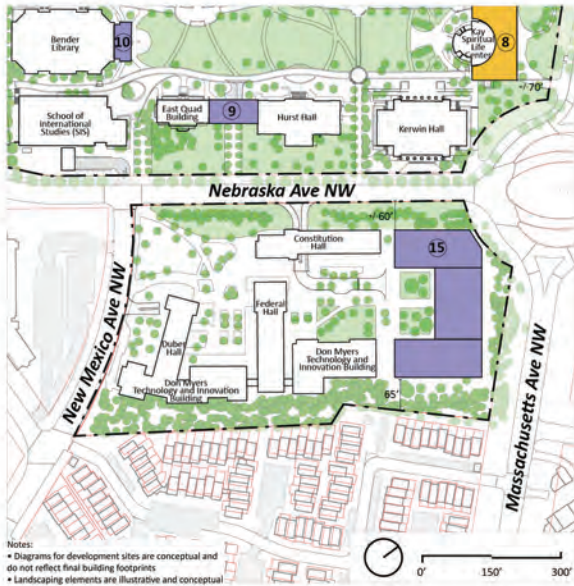 Bender
Library
10
Kay
Spiritual
Life
Center
8
+/- 70'
School of
International
Studies (SIS)
East Quad
Building
9
Hurst Hall
Kerwin Hall
Nebraska Ave NW
+/- 60'
Constitution
Hall
15
New Mexico Ave NW
Federal
Hall
Duber
Hall
Don Myers
Technology and
Innovation Building
Don Myers
Technology and Innovation
Building
65'
Massachusetts Ave NW
Notes:
• Diagrams for development sites are conceptual and
do not reflect final building footprints
• Landscaping elements are illustrative and conceptual
0' 150' 300'